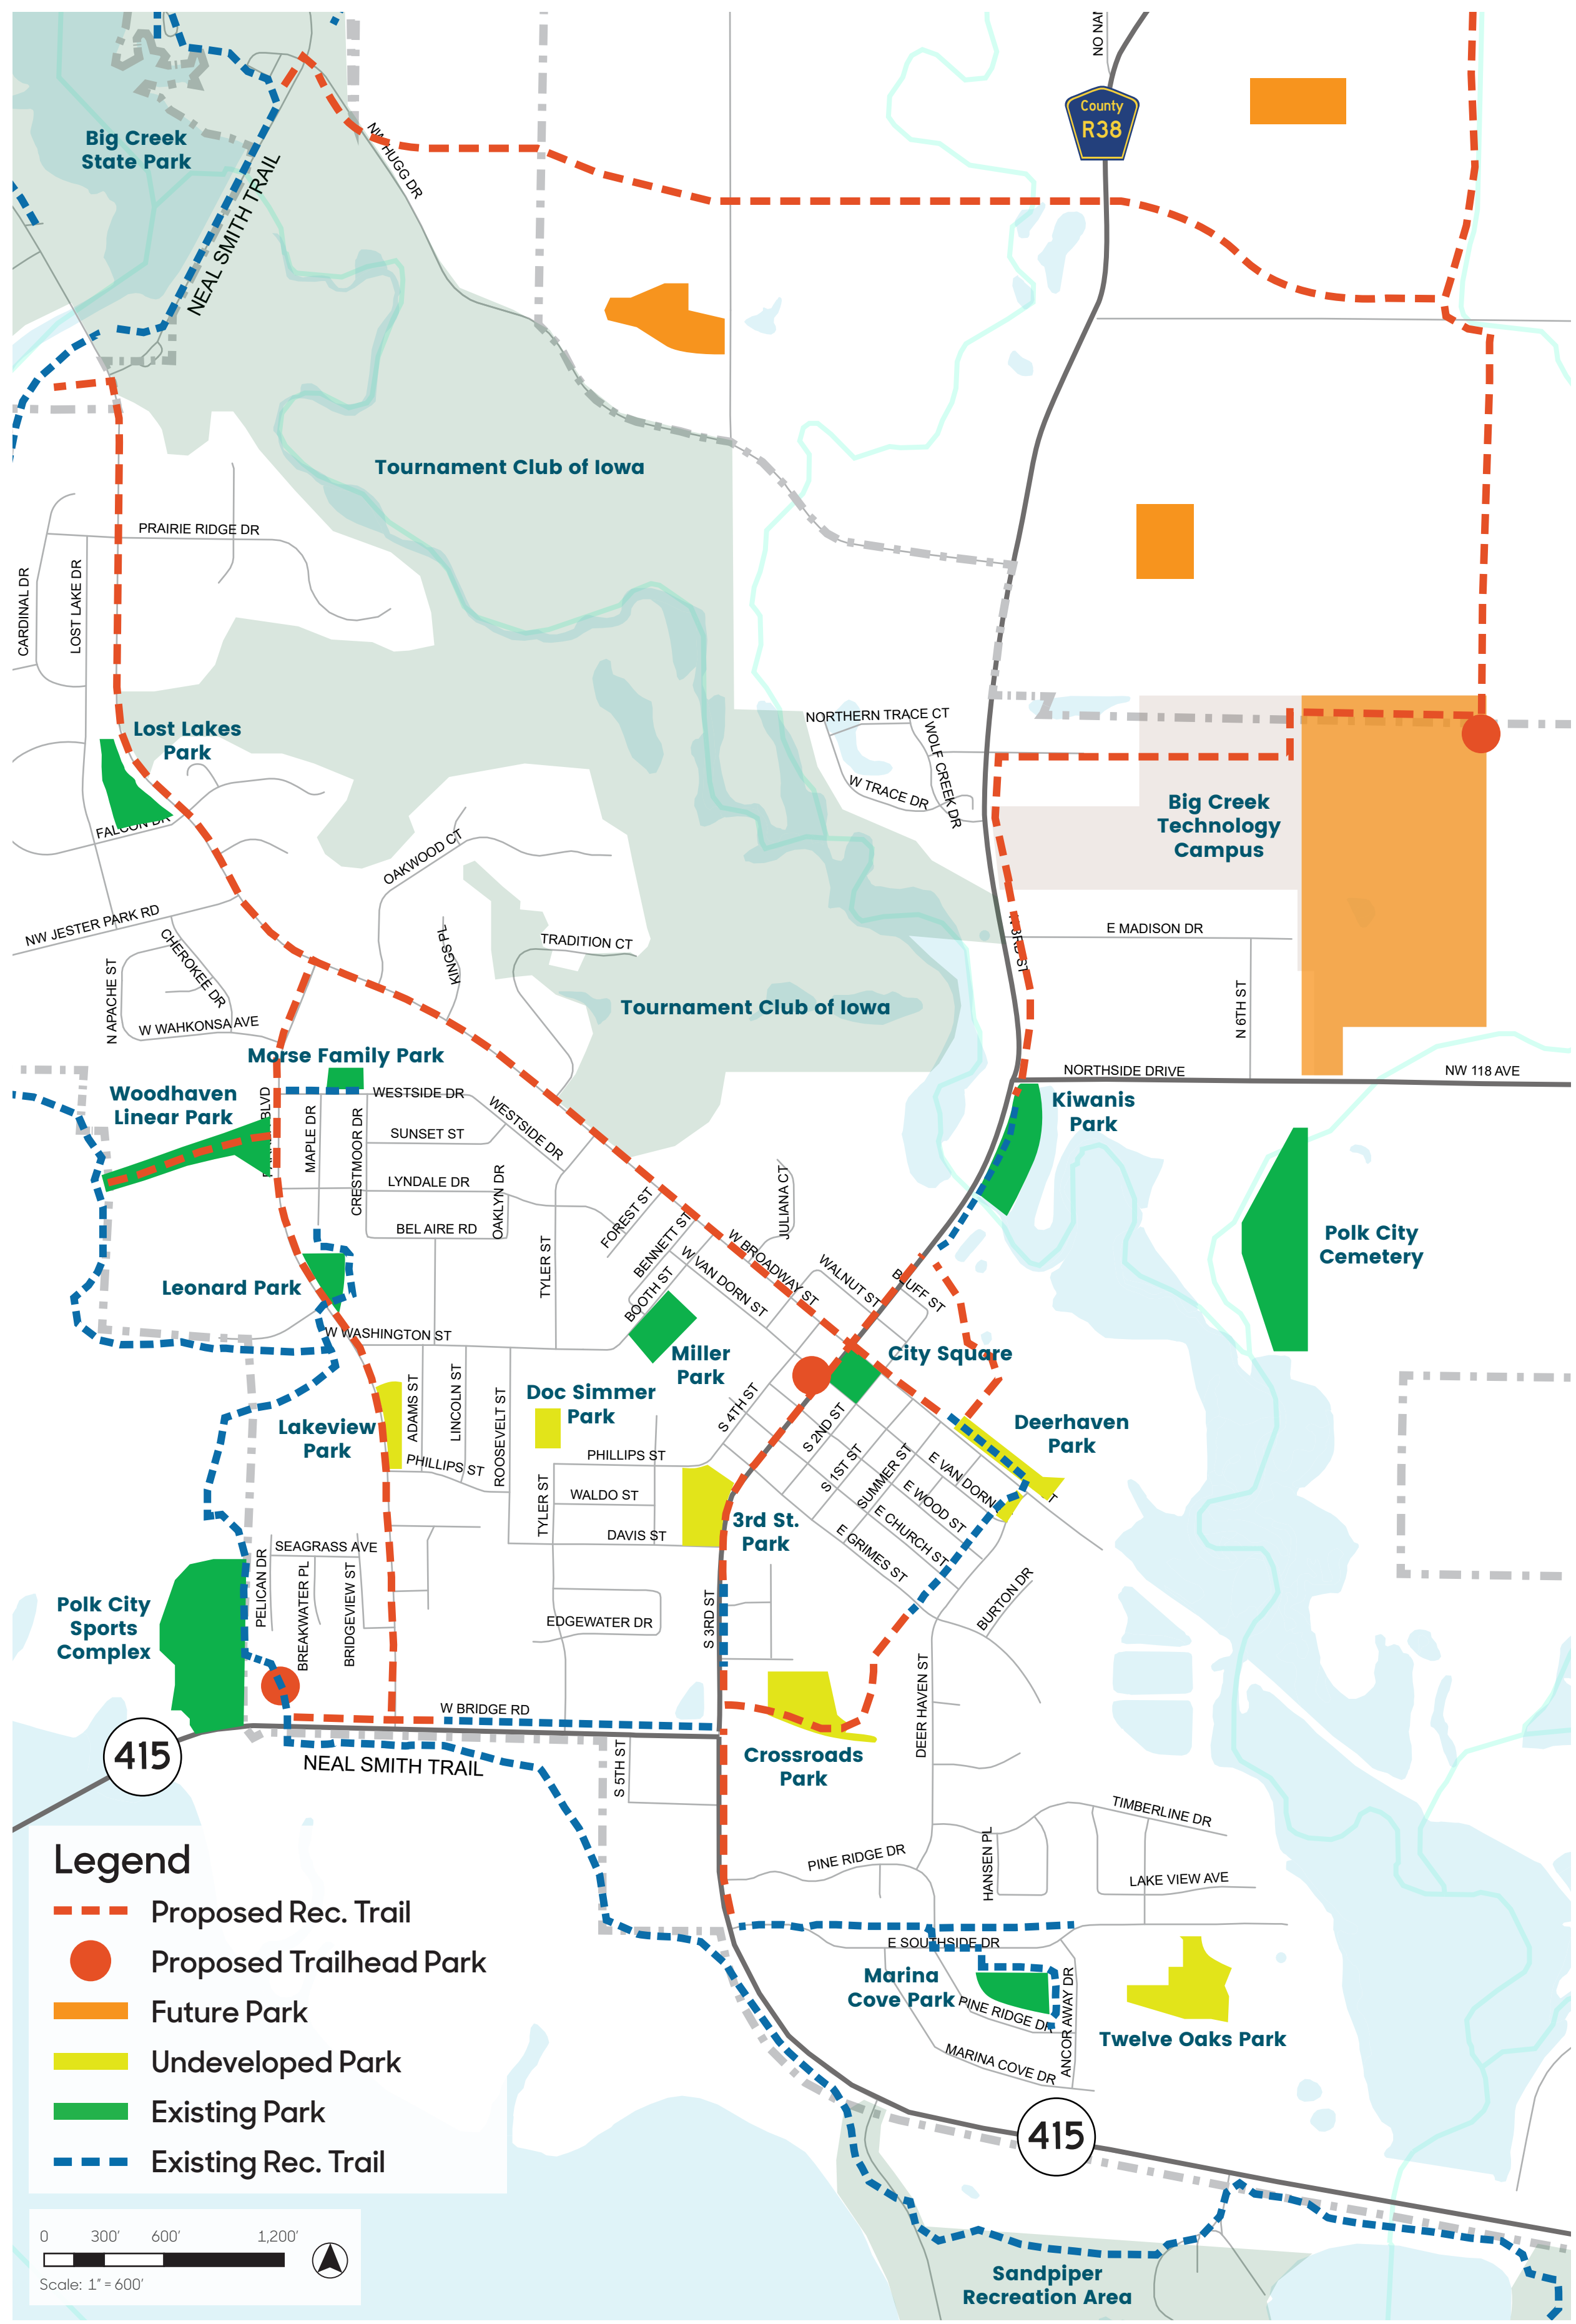 NO NAM
County
R38
Big Creek
State Park
NW HUGG DR
NEAL SMITH TRAIL
Tournament Club of Iowa
PRAIRIE RIDGE DR
CARDINAL DR
LOST LAKE DR
Lost Lakes
Park
FALCON DR
NORTHERN TRACE CT
WOLF CREEK DR
W TRACE DR
Big Creek
Technology
Campus
OAKWOOD CT
NW JESTER PARK RD
CHEROKEE DR
N APACHE ST
W WAHKONSA AVE
KINGS PL
TRADITION CT
Tournament Club of Iowa
W 3RD ST
E MADISON DR
N 6TH ST
NORTHSIDE DRIVE
NW 118 AVE
Morse Family Park
Woodhaven
Linear Park
BLVD
WESTSIDE DR
WESTSIDE DR
MAPLE DR
CRESTMOOR DR
SUNSET ST
LYNDALE DR
OAKLYN DR
BEL AIRE RD
Kiwanis
Park
Polk City
Cemetery
Leonard Park
TYLER ST
FOREST ST
BENNETT ST
BOOTH ST
W VAN DORN ST
W BROADWAY ST
JULIANA CT
WALNUT ST
BLUFF ST
W WASHINGTON ST
Miller
Park
City Square
Doc Simmer
Park
Lakeview
Park
ADAMS ST
LINCOLN ST
ROOSEVELT ST
PHILLIPS ST
PHILLIPS ST
S 4TH ST
S 2ND ST
S 1ST ST
SUMMER ST
Deerhaven
Park
E VAN DORN
T
E WOOD ST
E CHURCH ST
E GRIMES ST
TYLER ST
WALDO ST
DAVIS ST
3rd St.
Park
SEAGRASS AVE
PELICAN DR
BREAKWATER PL
BRIDGEVIEW ST
Polk City
Sports
Complex
EDGEWATER DR
S 3RD ST
BURTON DR
DEER HAVEN ST
W BRIDGE RD
415
NEAL SMITH TRAIL
S 5TH ST
Crossroads
Park
TIMBERLINE DR
PINE RIDGE DR
HANSEN PL
LAKE VIEW AVE
E SOUTHSIDE DR
Marina
Cove Park
PINE RIDGE DR
ANCOR AWAY DR
MARINA COVE DR
Twelve Oaks Park
415
Sandpiper
Recreation Area
Legend
Proposed Rec. Trail
Proposed Trailhead Park
Future Park
Undeveloped Park
Existing Park
Existing Rec. Trail
0 300' 600' 1,200'
Scale: 1" = 600'